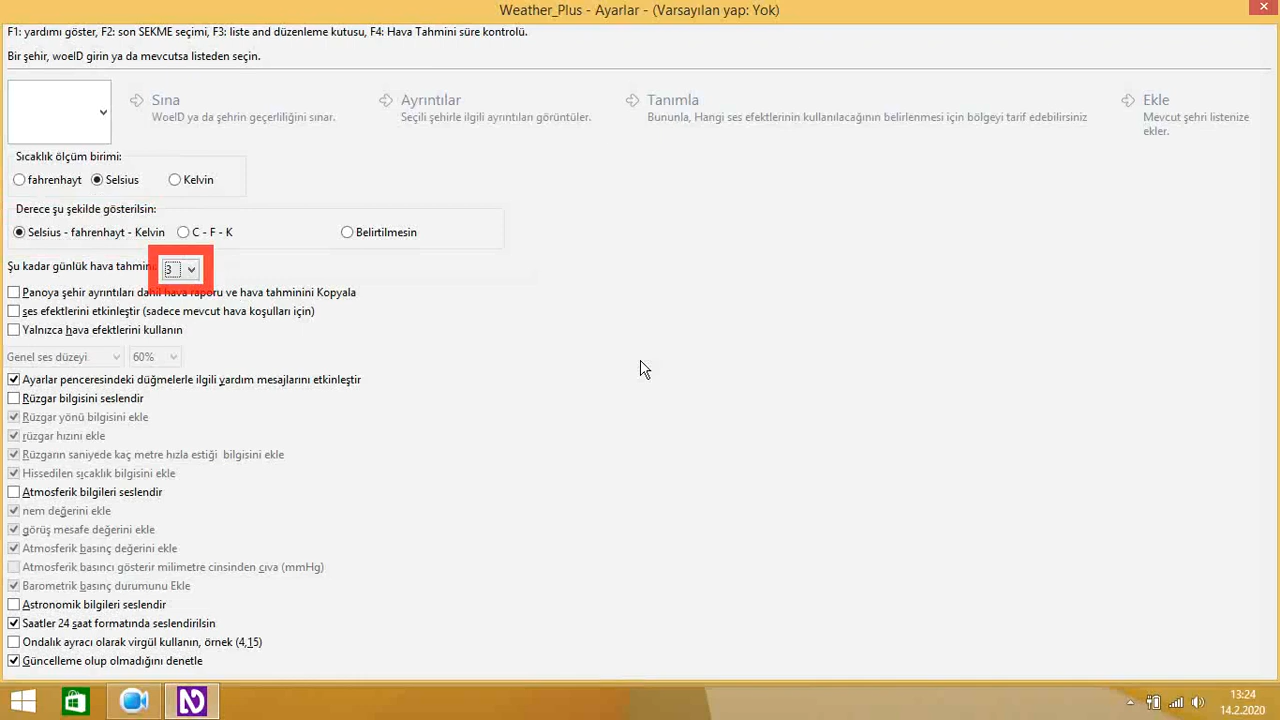 Weather_Plus - Ayarlar - (Varsayılan yap: Yok)
F1: yardımı göster, F2: son SEKME seçimi, F3: liste and düzenleme kutusu, F4: Hava Tahmini süre kontrolü.
Bir şehir, woeID girin ya da mevcutsa listeden seçin.
Sına
WoeID ya da şehrin geçerliliğini sınar.
Ayrıntılar
Seçili şehirle ilgili ayrıntıları görüntüler.
Tanımla
Bununla, Hangi ses efektlerinin kullanılacağının belirlenmesi için bölgeyi tarif edebilirsiniz
Ekle
Mevcut şehri listenize
ekler.
Sıcaklık ölçüm birimi:
fahrenhayt Selsius Kelvin
Derece şu şekilde gösterilsin:
Selsius - fahrenhayt - Kelvin C - F - K Belirtilmesin
Şu kadar günlük hava tahmin 3
Panoya şehir ayrıntıları dahil hava raporu ve hava tahminini Kopyala
ses efektlerini etkinleştir (sadece mevcut hava koşulları için)
Yalnızca hava efektlerini kullanın
Genel ses düzeyi 60%
Ayarlar penceresindeki düğmelerle ilgili yardım mesajlarını etkinleştir
Rüzgar bilgisini seslendir
Rüzgar yönü bilgisini ekle
rüzgar hızını ekle
Rüzgarın saniyede kaç metre hızla estiği bilgisini ekle
Hissedilen sıcaklık bilgisini ekle
Atmosferik bilgileri seslendir
nem değerini ekle
görüş mesafe değerini ekle
Atmosferik basınç değerini ekle
Atmosferik basıncı gösterir milimetre cinsinden cıva (mmHg)
Barometrik basınç durumunu Ekle
Astronomik bilgileri seslendir
Saatler 24 saat formatında seslendirilsin
Ondalık ayracı olarak virgül kullanın, örnek (4,15)
Güncelleme olup olmadığını denetle
13:24
14.2.2020